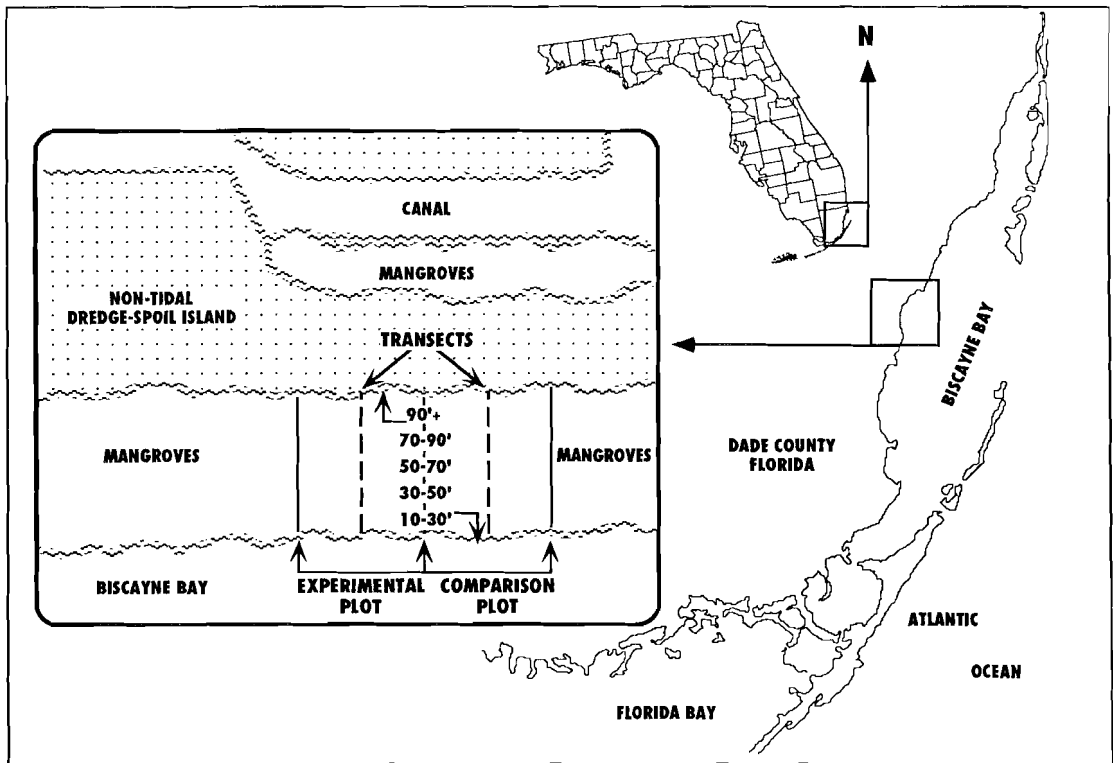 N
CANAL
MANGROVES
NON-TIDAL
DREDGE-SPOIL ISLAND
TRANSECTS
90'+
70-90'
50-70'
30-50'
10-30'
MANGROVES
MANGROVES
BISCAYNE BAY
EXPERIMENTAL
PLOT
COMPARISON
PLOT
BISCAYNE BAY
DADE COUNTY
FLORIDA
ATLANTIC
OCEAN
FLORIDA BAY